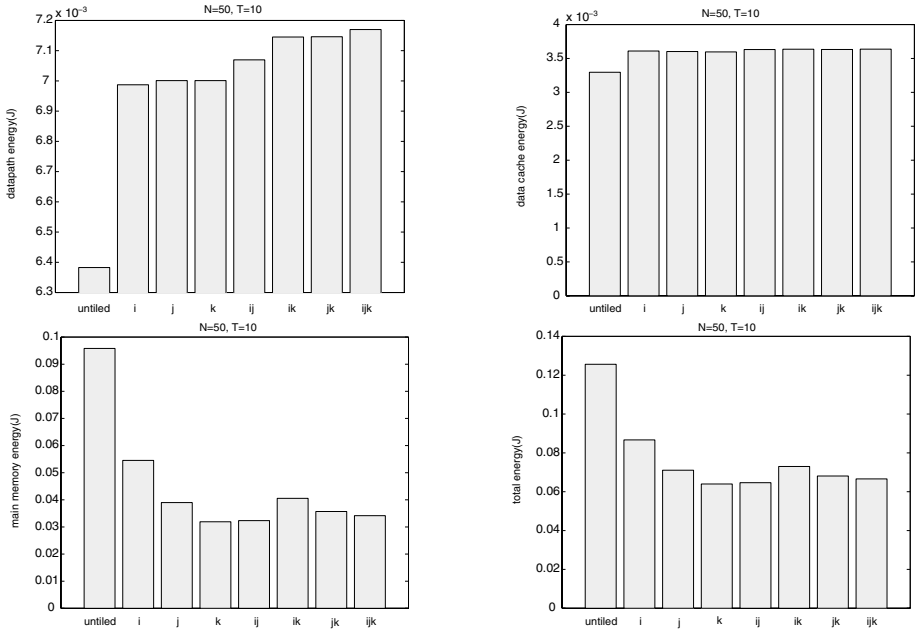 N=50, T=10
x 10⁻³
7.2
7.1
7
6.9
6.8
6.7
6.6
6.5
6.4
6.3
datapath energy(J)
untiled i j k ij ik jk ijk
N=50, T=10
x 10⁻³
4
3.5
3
2.5
2
1.5
1
0.5
0
data cache energy(J)
untiled i j k ij ik jk ijk
N=50, T=10
0.1
0.09
0.08
0.07
0.06
0.05
0.04
0.03
0.02
0.01
0
main memory energy(J)
untiled i j k ij ik jk ijk
N=50, T=10
0.14
0.12
0.1
0.08
0.06
0.04
0.02
0
total energy(J)
untiled i j k ij ik jk ijk